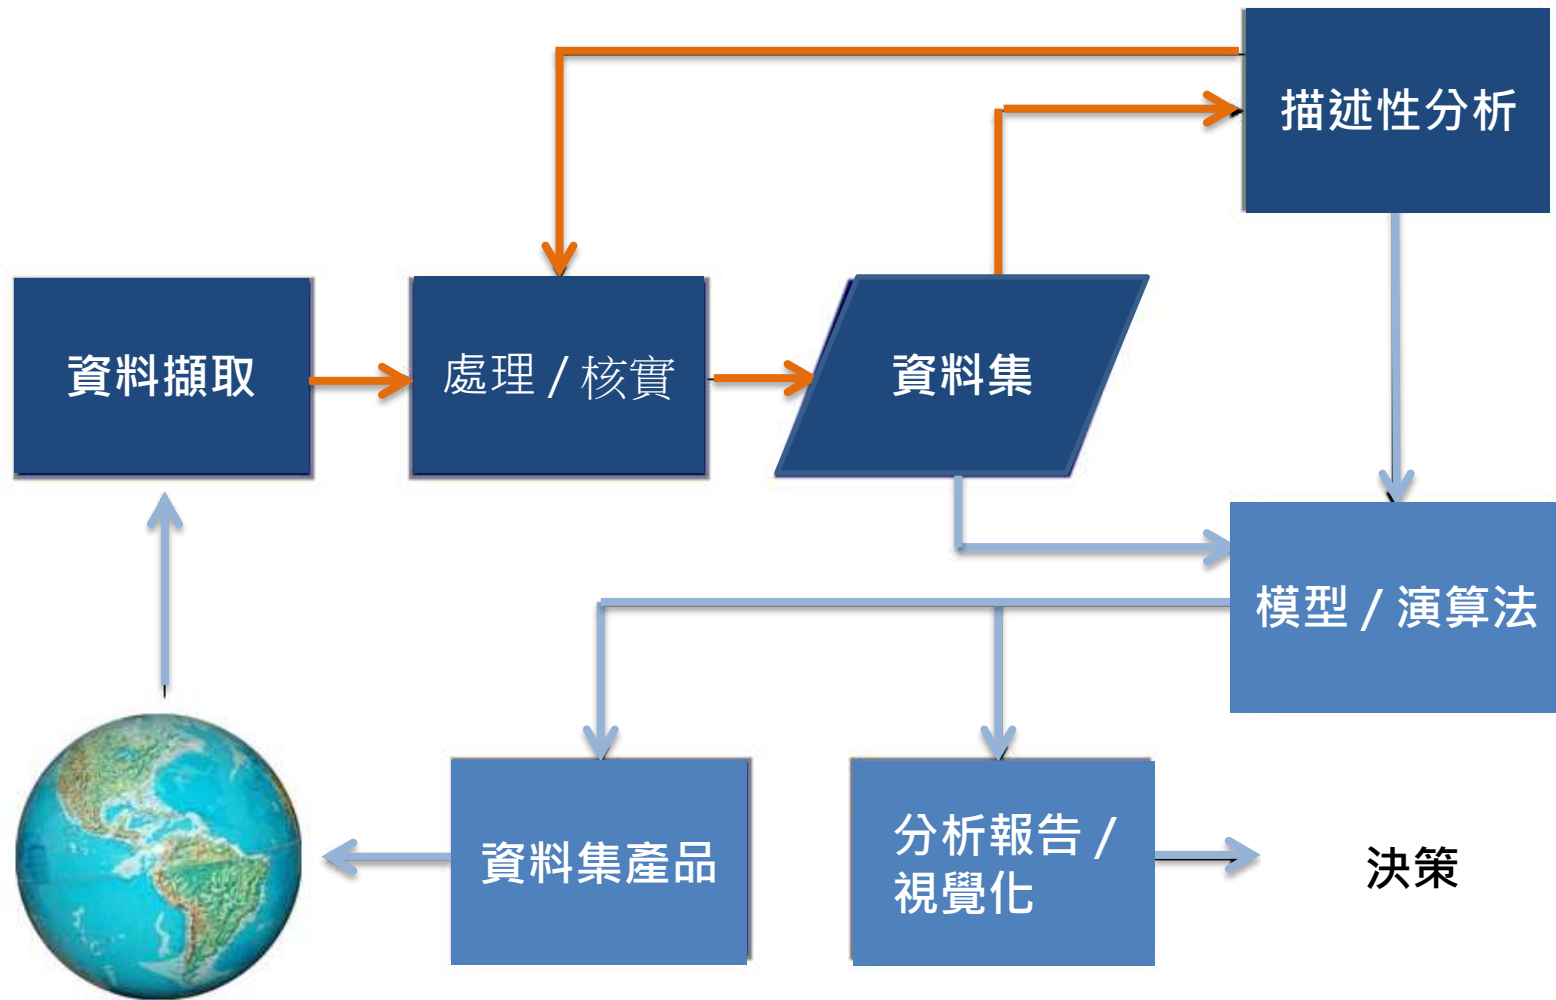 描述性分析
資料擷取
處理 / 核實
資料集
模型 / 演算法
資料集產品
分析報告 /
視覺化
決策